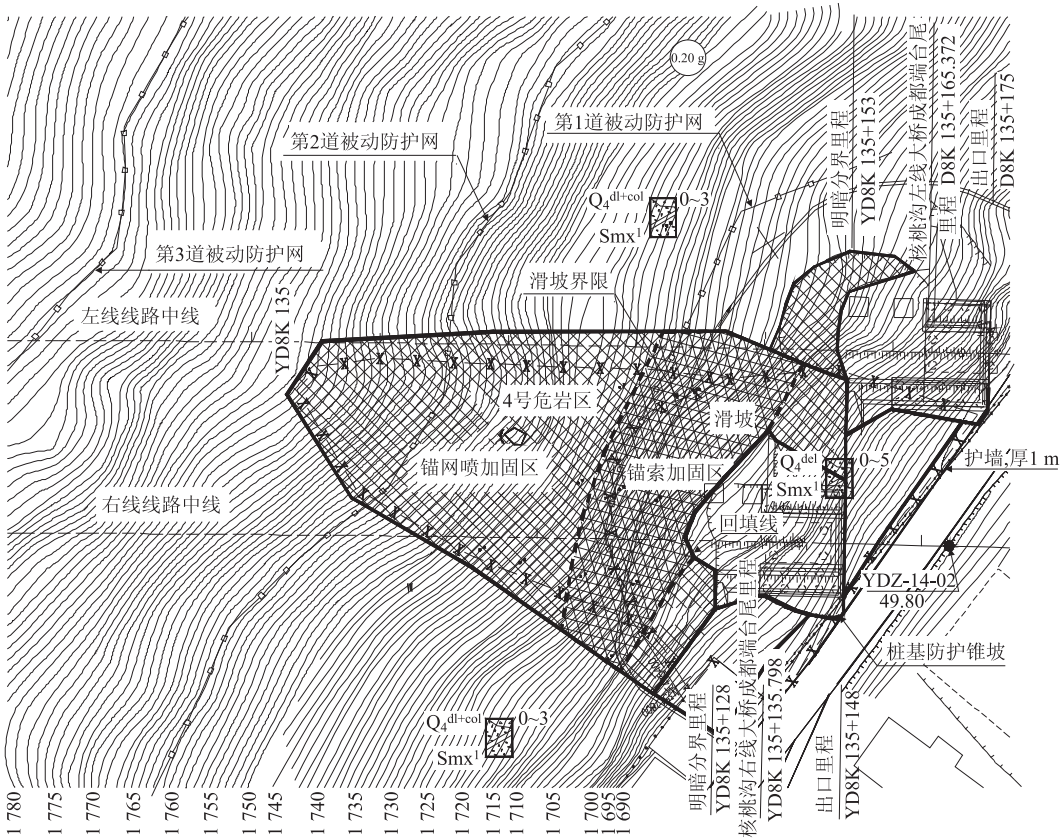 0.20 g
第1道被动防护网
第2道被动防护网
第3道被动防护网
明暗分界里程
YD8K 135+153
核桃沟左线大桥成都端台尾
里程 D8K 135+165.372
出口里程
D8K 135+175
Q₄ᵈˡ⁺ᶜᵒˡ 0~3
Smx¹
滑坡界限
左线线路中线
YD8K 135
4号危岩区
滑坡
锚网喷加固区
锚索加固区
Q₄ᵈᵉˡ 0~5
Smx¹
护墙,厚1 m
右线线路中线
回填线
YDZ-14-02
49.80
桩基防护锥坡
Q₄ᵈˡ⁺ᶜᵒˡ 0~3
Smx¹
明暗分界里程
YD8K 135+128
核桃沟右线大桥成都端台尾里程
YD8K 135+135.798
出口里程
YD8K135+148
1 780
1 775
1 770
1 765
1 760
1 755
1 750
1 745
1 740
1 735
1 730
1 725
1 720
1 715
1 710
1 705
1 700
1 695
1 690